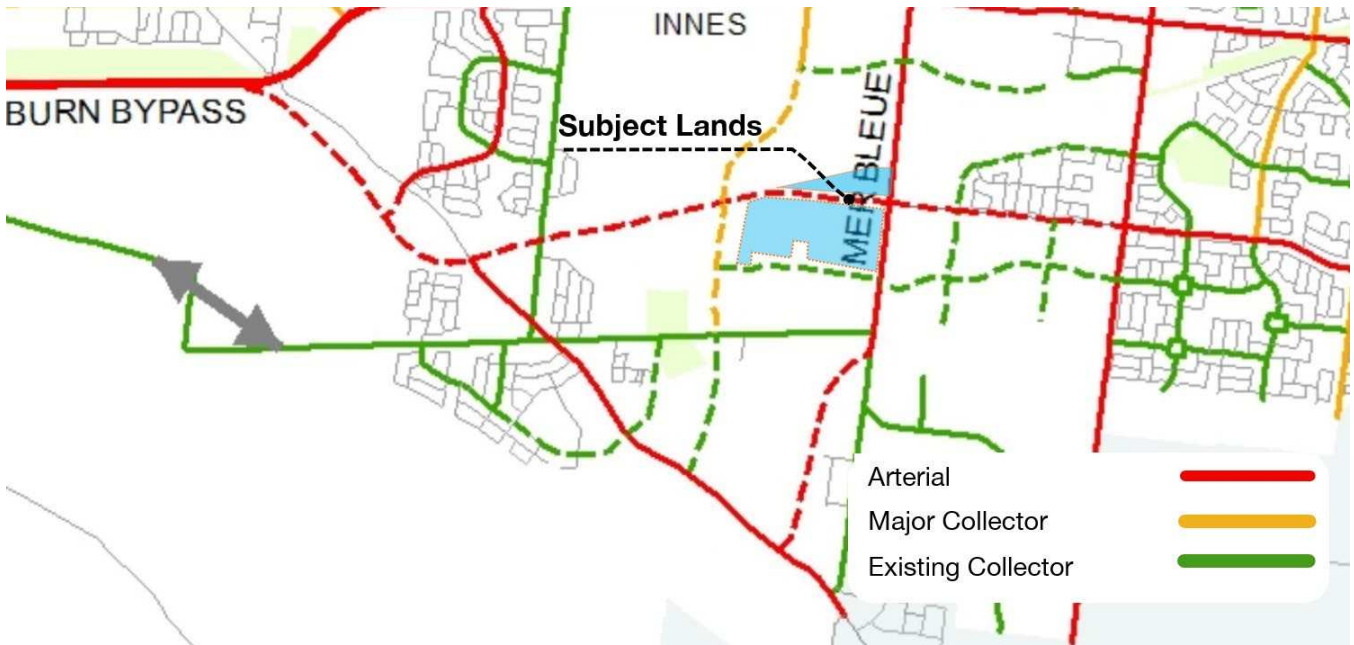 INNES
BURN BYPASS
Subject Lands
MER BLEUE
Arterial
Major Collector
Existing Collector